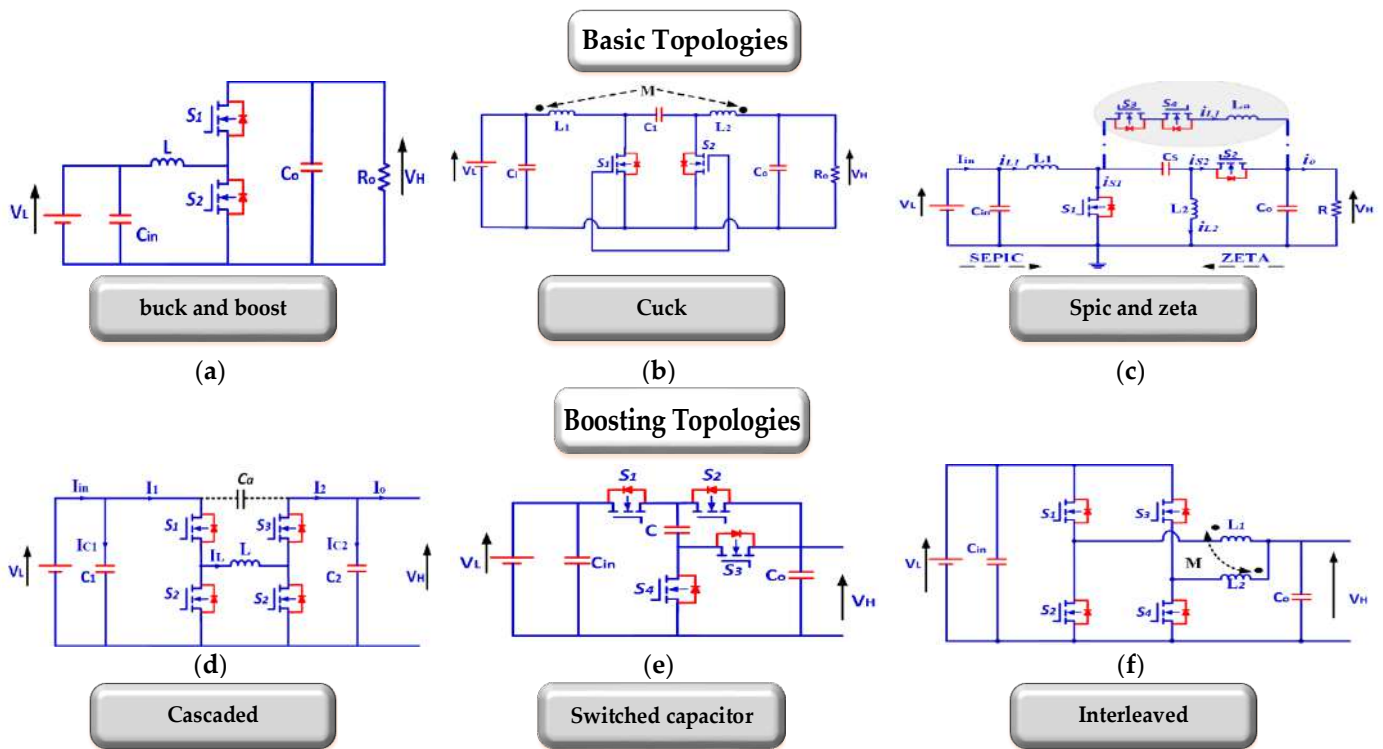 Basic Topologies
S1
L
S2
VL
Cin
Co
Ro
VH
buck and boost
(a)
M
L1
C1
L2
S1
S2
VL
Ci
Co
Ro
VH
Cuck
(b)
S3
S4
iL1
Lo
Iin
iL1
L1
CS
iS2
S2
io
iS1
VL
Cin
S1
L2
iL2
Co
R
VH
SEPIC
ZETA
Spic and zeta
(c)
Boosting Topologies
Iin
I1
Ca
I2
Io
S1
S3
IC1
IL
L
IC2
VL
C1
C2
VH
S2
S2
(d)
Cascaded
S1
S2
C
VL
Cin
S3
S4
Co
VH
(e)
Switched capacitor
S1
S3
L1
Cin
VL
M
L2
S2
S4
Co
VH
(f)
Interleaved